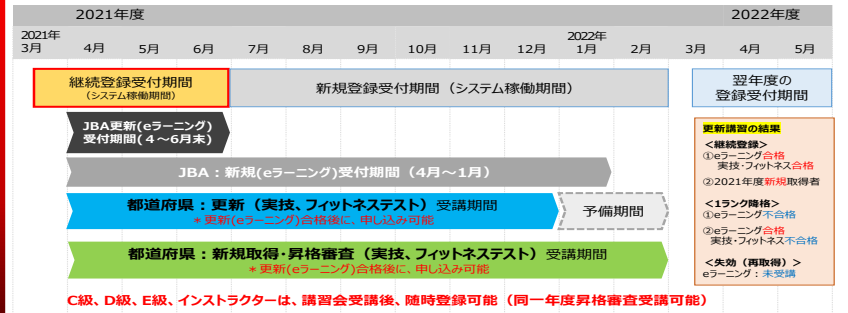 2021年度 2022年度
2021年 2022年
3月 4月 5月 6月 7月 8月 9月 10月 11月 12月 1月 2月 3月 4月 5月
継続登録受付期間
(システム稼働期間)
新規登録受付期間（システム稼働期間）
翌年度の
登録受付期間
JBA更新(eラーニング)
受付期間(４～６月末)
JBA：新規(eラーニング)受付期間（4月～1月）
都道府県：更新（実技、フィットネステスト）受講期間
＊更新(eラーニング)合格後に、申し込み可能
予備期間
都道府県：新規取得・昇格審査（実技、フィットネステスト）受講期間
＊更新(eラーニング)合格後に、申し込み可能
更新講習の結果
＜継続登録＞
①eラーニング合格
実技・フィットネス合格
②2021年度新規取得者
＜1ランク降格＞
①eラーニング不合格
②eラーニング合格
実技・フィットネス不合格
＜失効（再取得）＞
eラーニング：未受講
C級、D級、E級、インストラクターは、講習会受講後、随時登録可能（同一年度昇格審査受講可能）